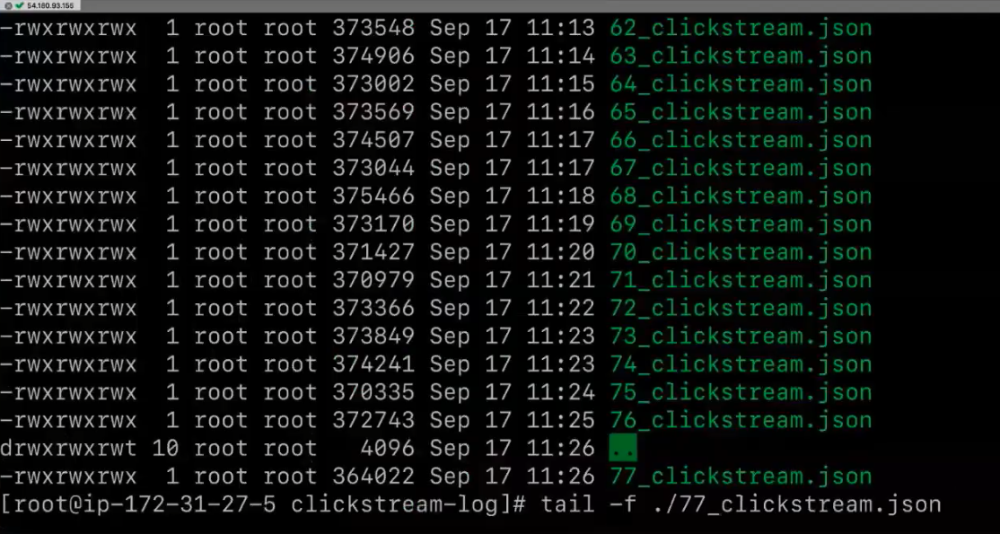 54.180.93.156
-rwxrwxrwx 1 root root 373548 Sep 17 11:13 62_clickstream.json
-rwxrwxrwx 1 root root 374906 Sep 17 11:14 63_clickstream.json
-rwxrwxrwx 1 root root 373002 Sep 17 11:15 64_clickstream.json
-rwxrwxrwx 1 root root 373569 Sep 17 11:16 65_clickstream.json
-rwxrwxrwx 1 root root 374507 Sep 17 11:17 66_clickstream.json
-rwxrwxrwx 1 root root 373044 Sep 17 11:17 67_clickstream.json
-rwxrwxrwx 1 root root 375466 Sep 17 11:18 68_clickstream.json
-rwxrwxrwx 1 root root 373170 Sep 17 11:19 69_clickstream.json
-rwxrwxrwx 1 root root 371427 Sep 17 11:20 70_clickstream.json
-rwxrwxrwx 1 root root 370979 Sep 17 11:21 71_clickstream.json
-rwxrwxrwx 1 root root 373366 Sep 17 11:22 72_clickstream.json
-rwxrwxrwx 1 root root 373849 Sep 17 11:23 73_clickstream.json
-rwxrwxrwx 1 root root 374241 Sep 17 11:23 74_clickstream.json
-rwxrwxrwx 1 root root 370335 Sep 17 11:24 75_clickstream.json
-rwxrwxrwx 1 root root 372743 Sep 17 11:25 76_clickstream.json
drwxrwxrwt 10 root root 4096 Sep 17 11:26 ..
-rwxrwxrwx 1 root root 364022 Sep 17 11:26 77_clickstream.json
[root@ip-172-31-27-5 clickstream-log]# tail -f ./77_clickstream.json